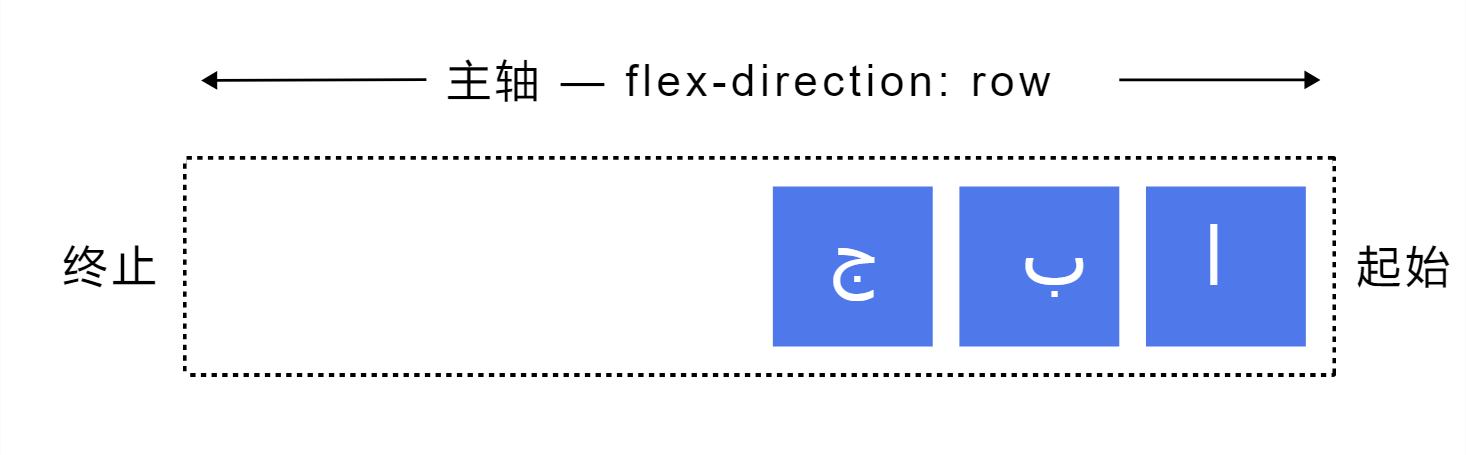 主轴 — flex-direction: row
终止
ج
ب
ا
起始